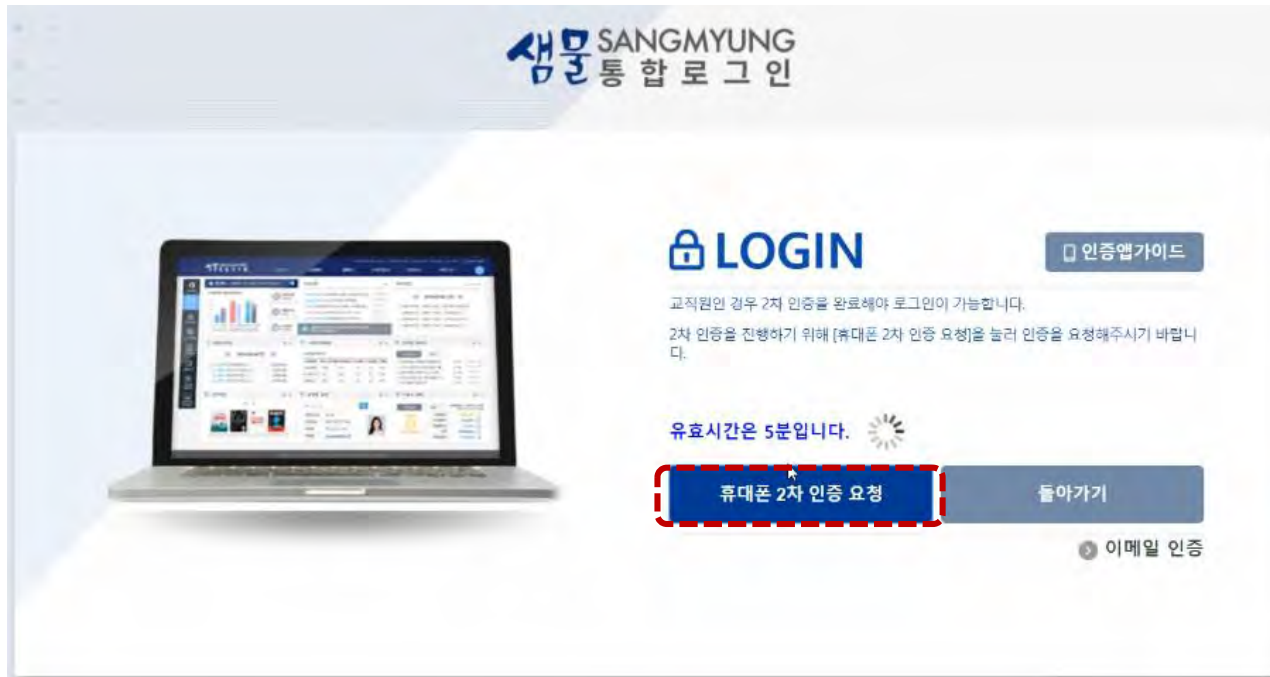 샘물 SANGMYUNG
통합로그인
LOGIN
인증앱가이드
교직원인 경우 2차 인증을 완료해야 로그인이 가능합니다.
2차 인증을 진행하기 위해 [휴대폰 2차 인증 요청]을 눌러 인증을 요청해주시기 바랍니
다.
유효시간은 5분입니다.
휴대폰 2차 인증 요청
돌아가기
이메일 인증